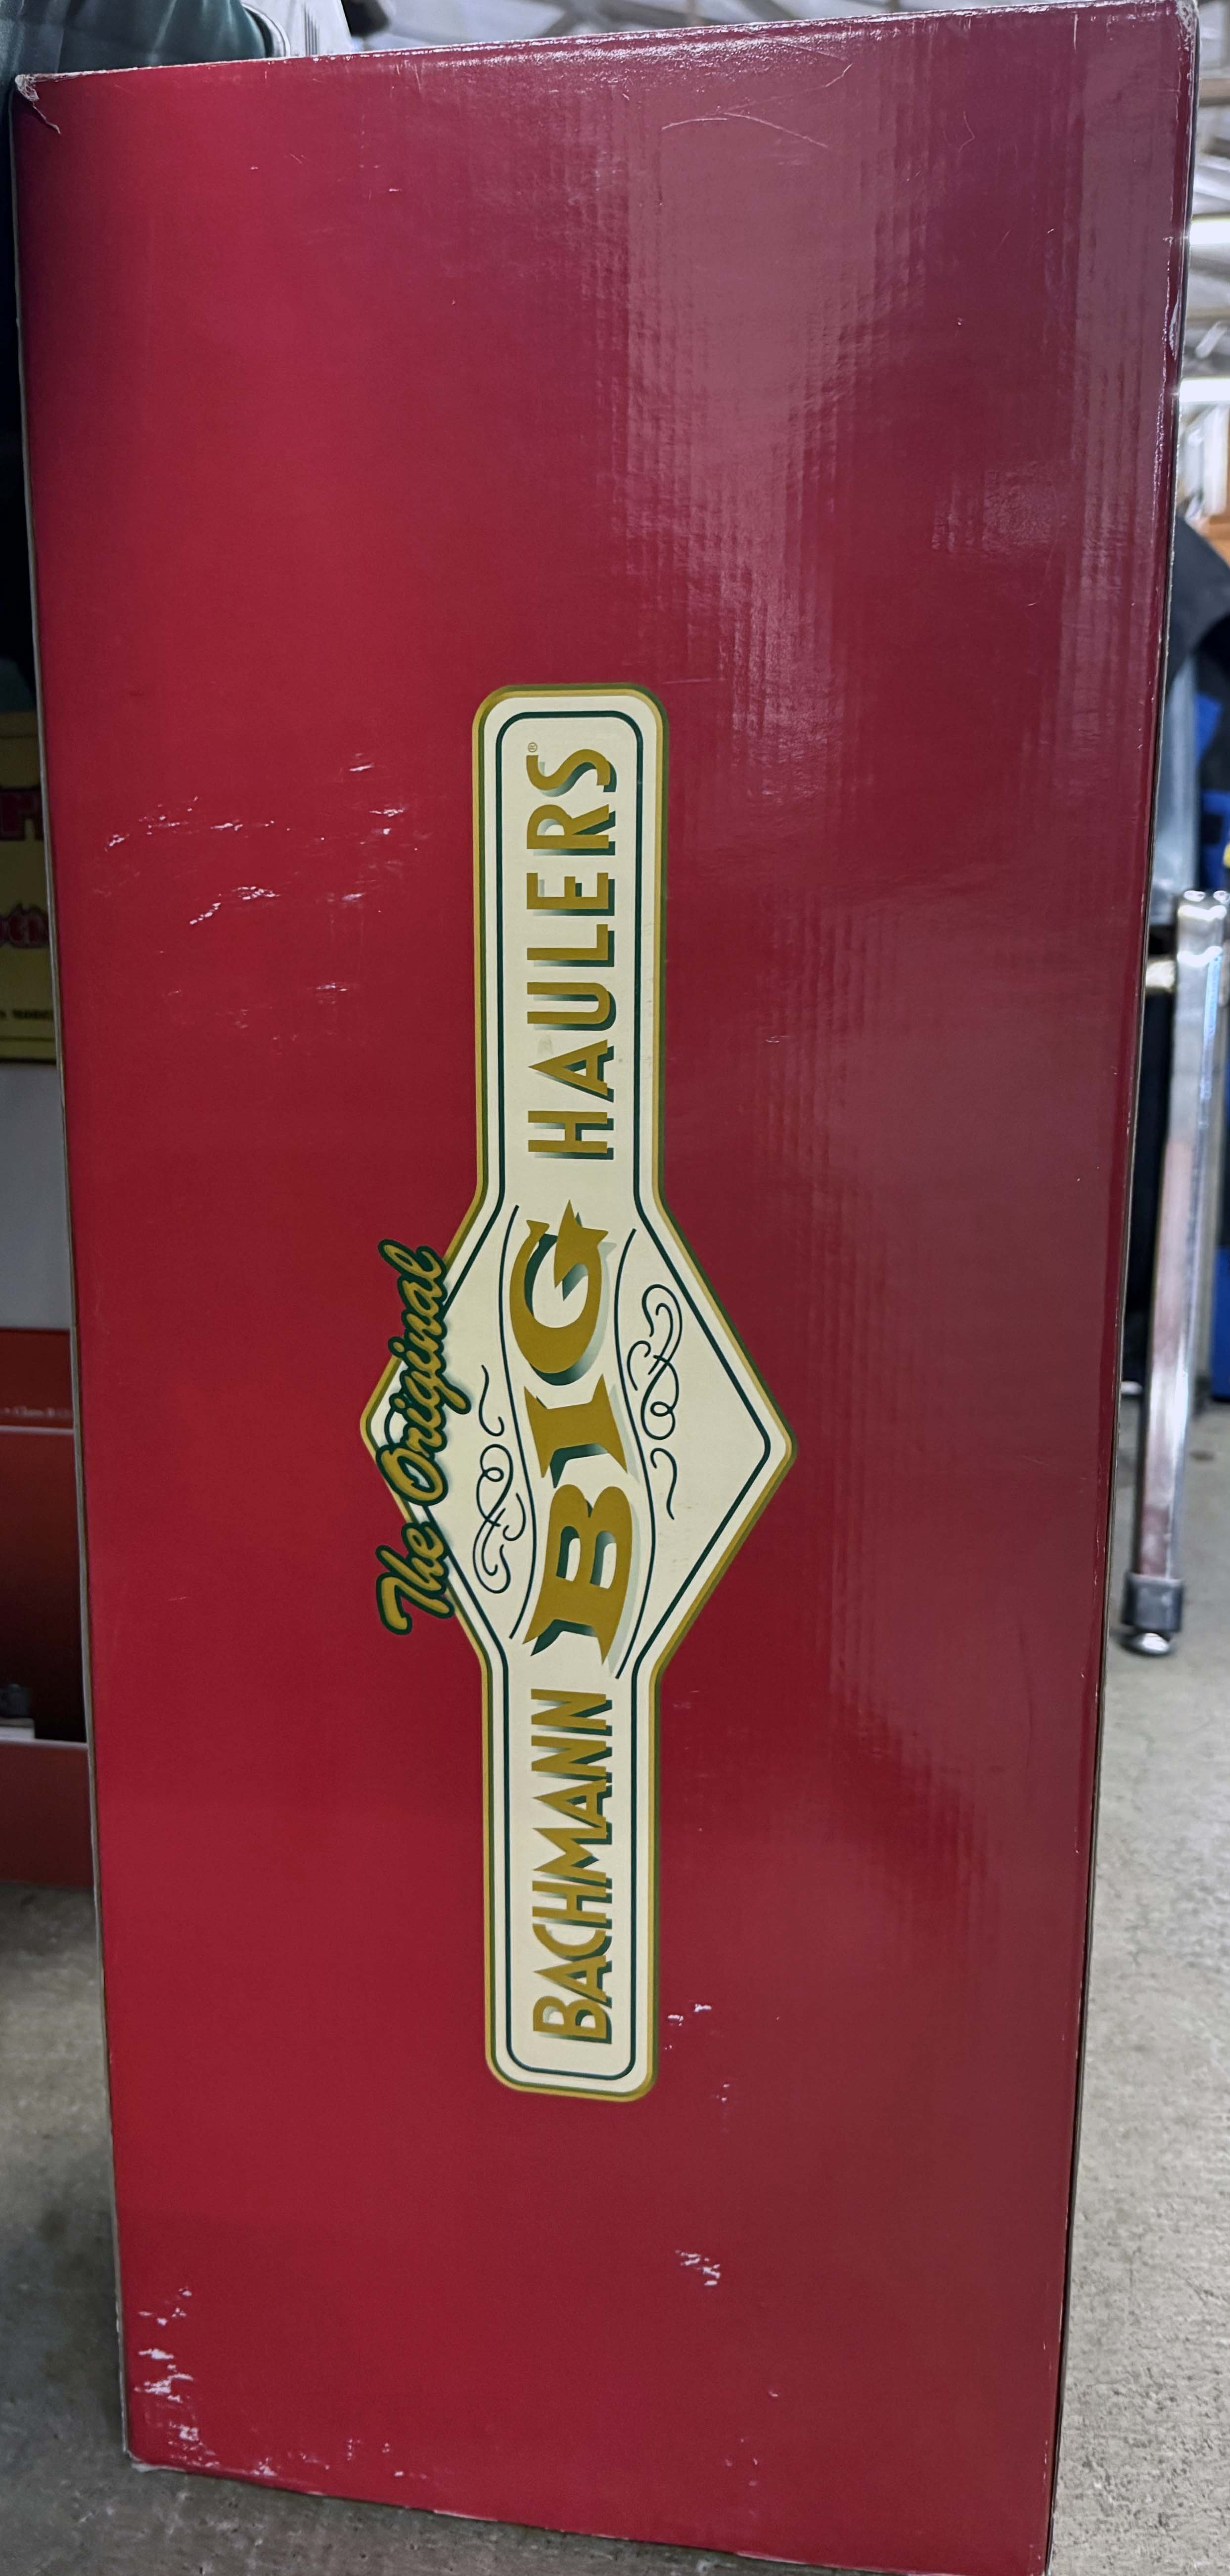 The Original
BACHMANN BIG HAULERS®